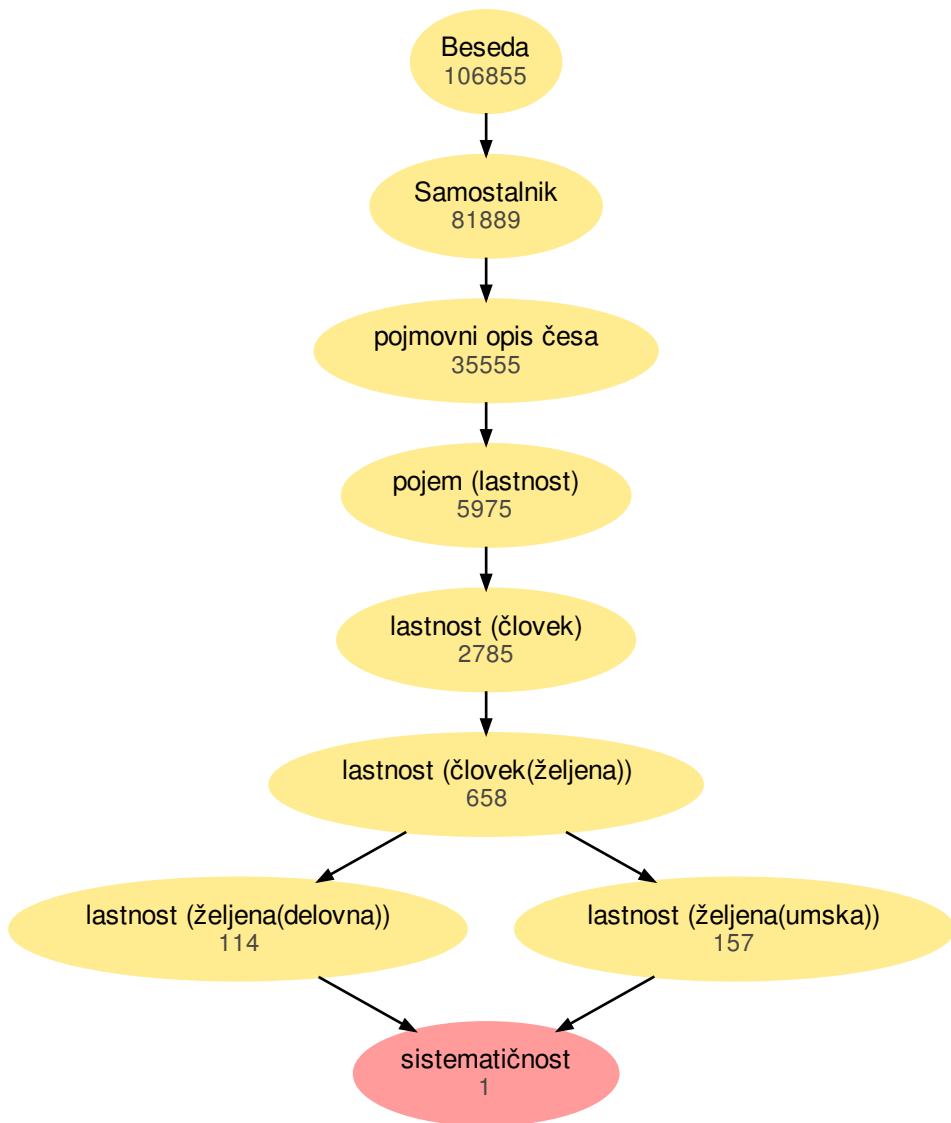 Beseda
106855
Samostalnik
81889
pojmovni opis česa
35555
pojem (lastnost)
5975
lastnost (človek)
2785
lastnost (človek(željena))
658
lastnost (željena(delovna))
114
lastnost (željena(umska))
157
sistematičnost
1